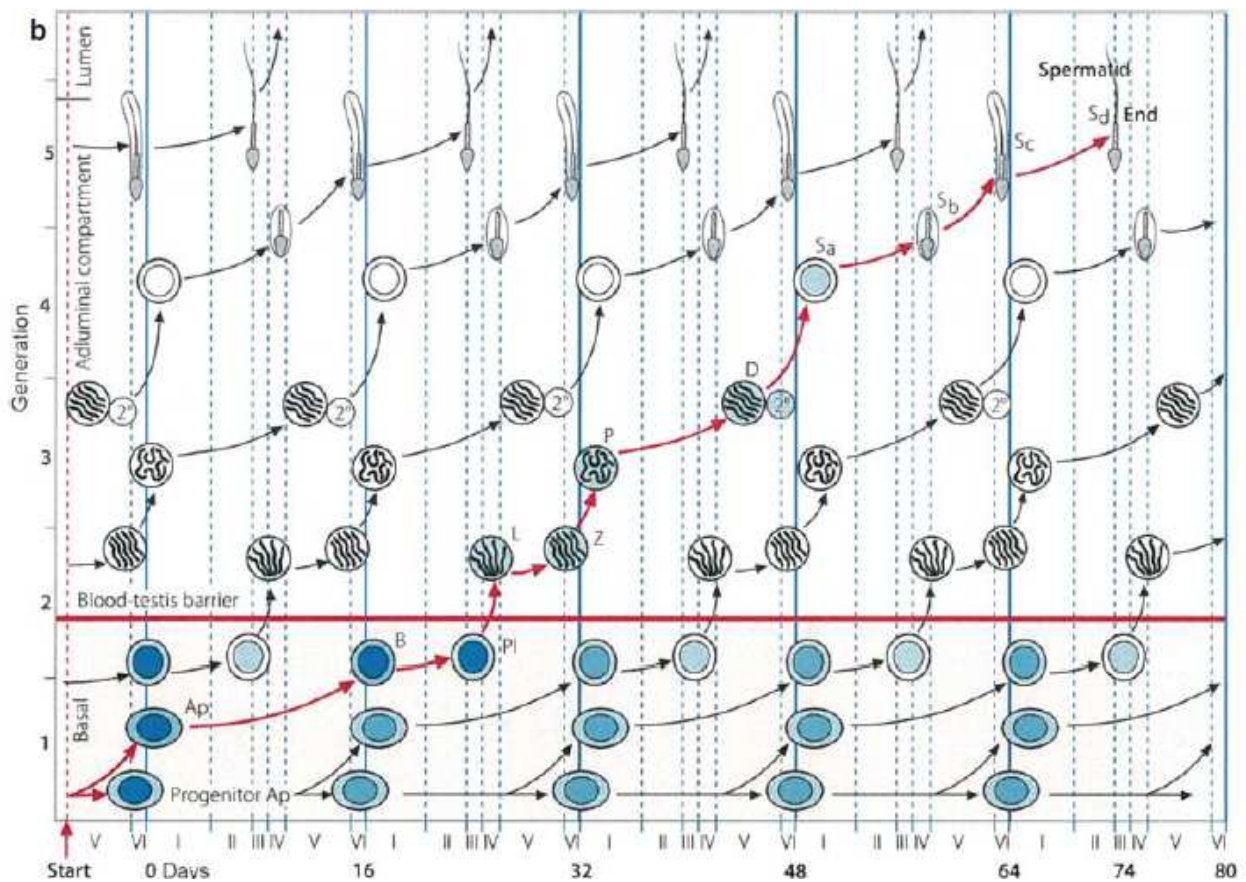 b
Lumen
Adluminal compartment
Basal
Generation
5
4
3
2
1
Spermatid
Sd End
Sc
Sb
Sa
D
2°
2°
2°
2°
2°
P
L
Z
Blood-testis barrier
B
Pl
Ap
Progenitor Ap
V VI I II III IV V VI I II III IV V VI I II III IV V VI I II III IV V VI I II III IV V VI
Start 0 Days 16 32 48 64 74 80